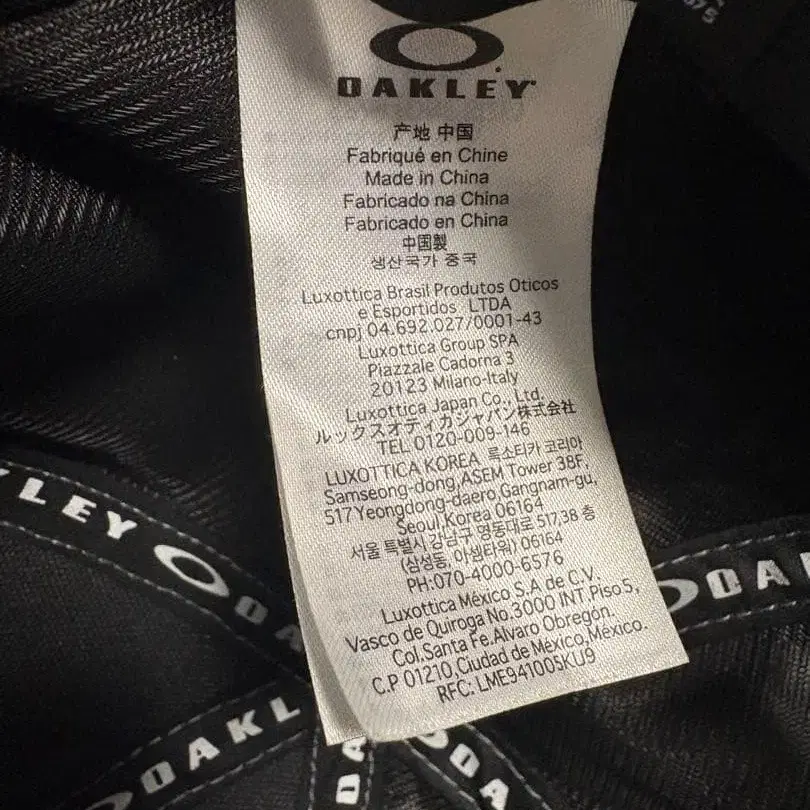 OAKLEY
产地 中国
Fabriqué en Chine
Made in China
Fabricado na China
Fabricado en China
中国製
생산국가 중국
Luxottica Brasil Produtos Oticos
e Esportidos LTDA
cnpj 04.692.027/0001-43
Luxottica Group SPA
Piazzale Cadorna 3
20123 Milano-Italy
Luxottica Japan Co., Ltd.
ルックスオティカジャパン株式会社
TEL 0120-009-146
LUXOTTICA KOREA 룩소티카 코리아
Samseong-dong,ASEM Tower 38F,
517 Yeongdong-daero,Gangnam-gu,
Seoul,Korea 06164
서울 특별시 강남구 영동대로 517,38 층
(삼성동, 아셈타워) 06164
PH:070-4000-6576
Luxottica México S.A de C.V.
Vasco de Quiroga No.3000 INT Piso.5,
Col.Santa Fe.Alvaro Obregón.
C.P 01210,Ciudad de México,México.
RFC: LME941005KU9
KLEY OA
OA
OAKL
OA
OA